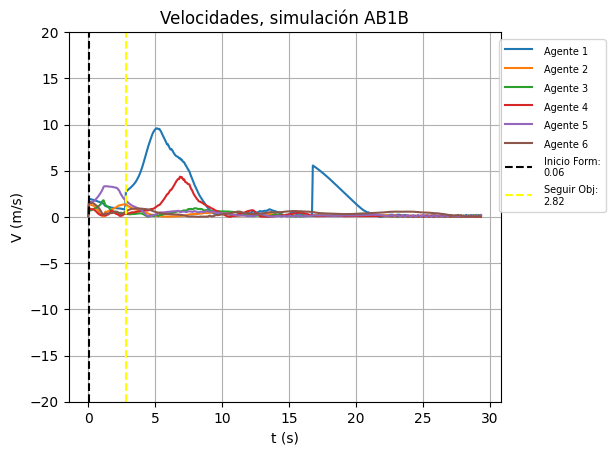 Velocidades, simulación AB1B
V (m/s)
20
15
10
5
0
−5
−10
−15
−20
0
5
10
15
20
25
30
t (s)
Agente 1
Agente 2
Agente 3
Agente 4
Agente 5
Agente 6
Inicio Form:
0.06
Seguir Obj:
2.82